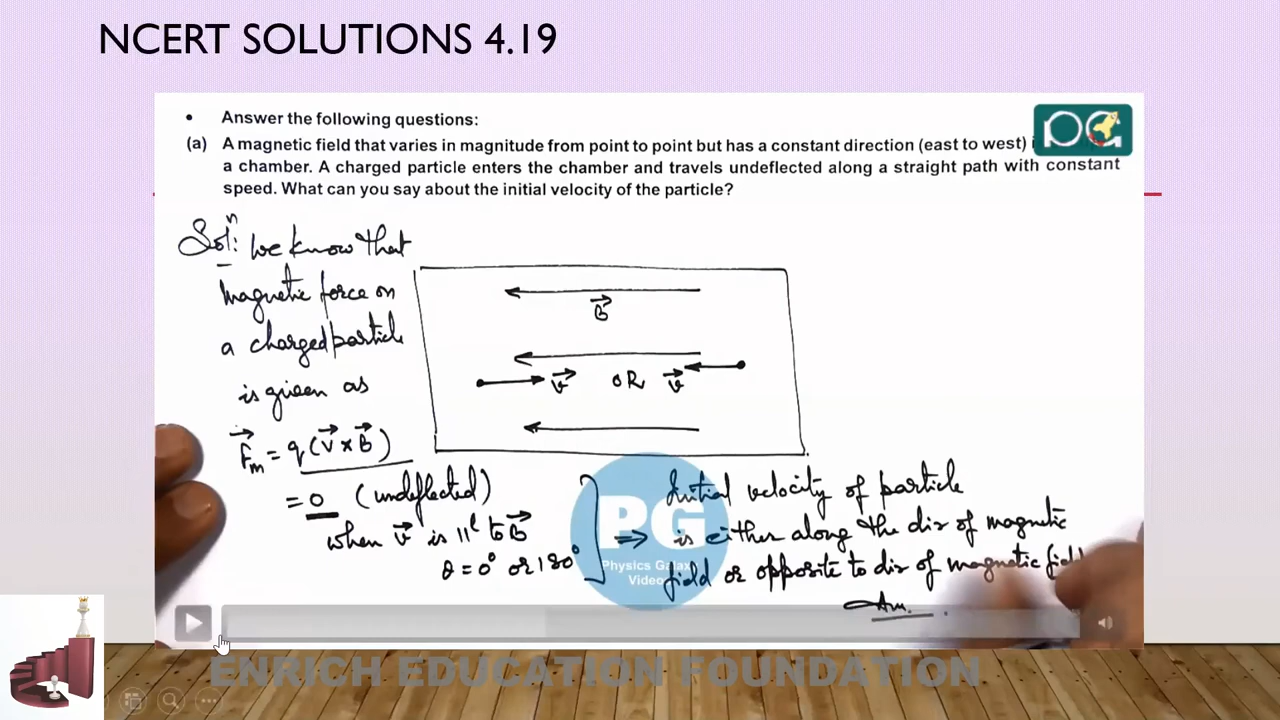 NCERT SOLUTIONS 4.19
• Answer the following questions:
(a) A magnetic field that varies in magnitude from point to point but has a constant direction (east to west)
a chamber. A charged particle enters the chamber and travels undeflected along a straight path with constant
speed. What can you say about the initial velocity of the particle?
PG
Solⁿ: We know that
magnetic force on
a charged particle
is given as
F⃗m = q(v⃗ × B⃗)
= 0 (undeflected)
when v⃗ is ||l to B⃗
θ = 0° or 180°
B⃗
v⃗ OR v⃗
⇒ Initial velocity of particle
is either along the dir of magnetic
field or opposite to dir of magnetic field
Ans.
PG
Physics Galaxy
Video
ENRICH EDUCATION FOUNDATION